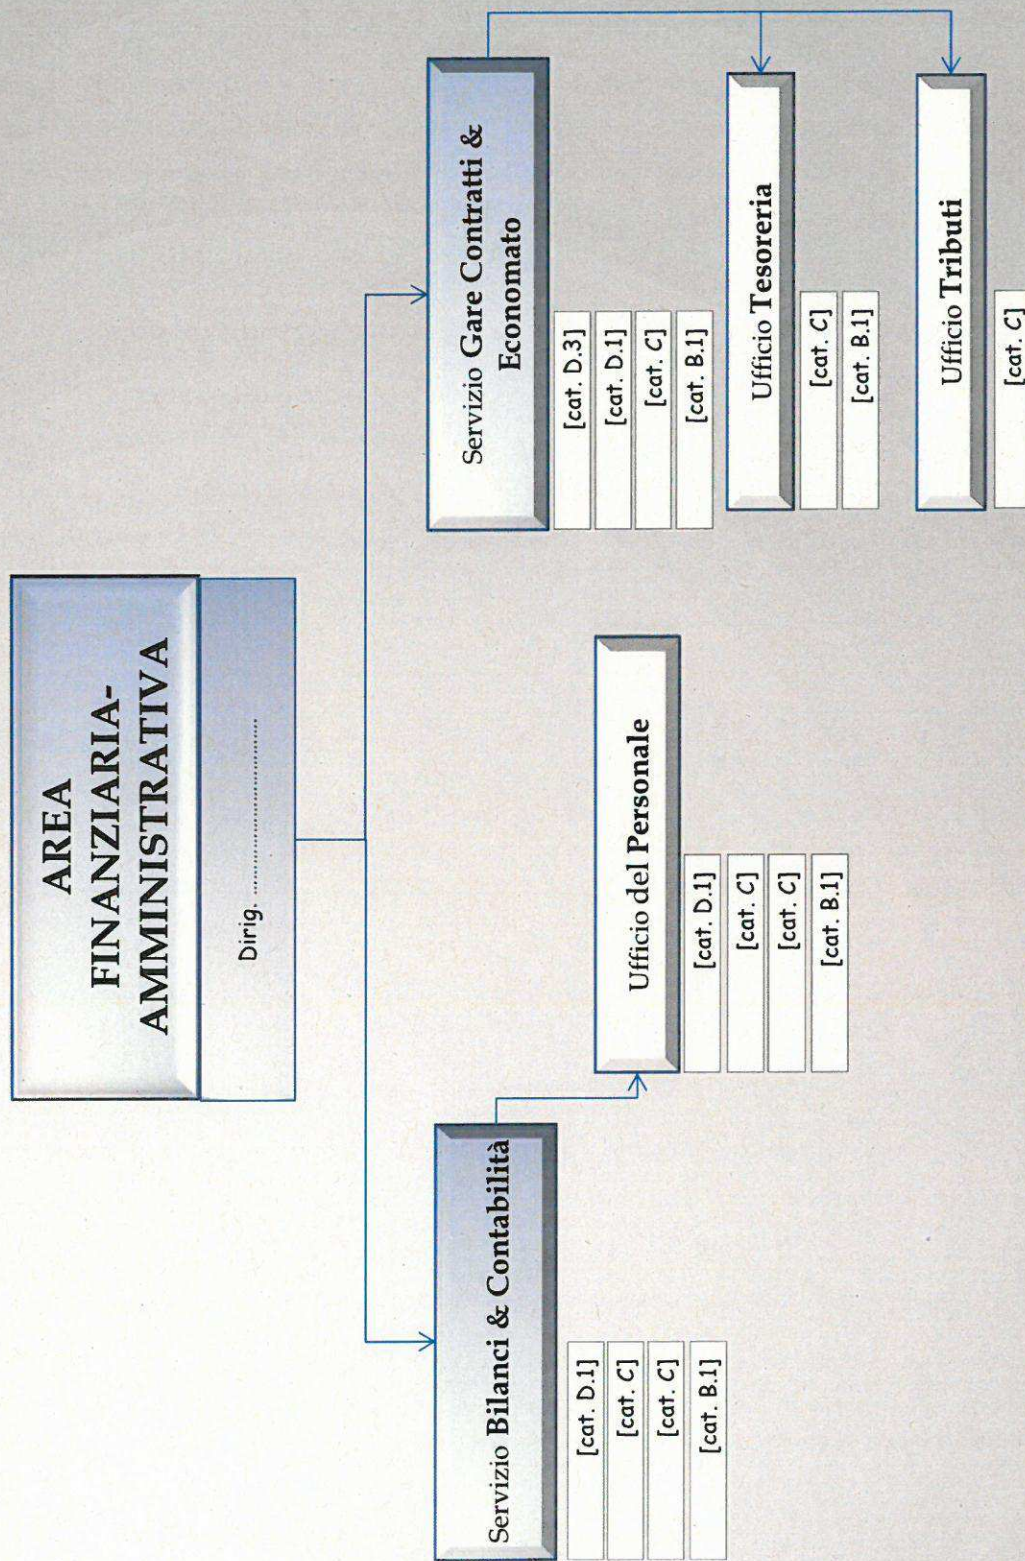 AREA
FINANZIARIA-
AMMINISTRATIVA
Dirig. ....................................
Servizio Bilanci & Contabilità
[cat. D.1]
[cat. C]
[cat. C]
[cat. B.1]
Ufficio del Personale
[cat. D.1]
[cat. C]
[cat. C]
[cat. B.1]
Servizio Gare Contratti &
Economato
[cat. D.3]
[cat. D.1]
[cat. C]
[cat. B.1]
Ufficio Tesoreria
[cat. C]
[cat. B.1]
Ufficio Tributi
[cat. C]